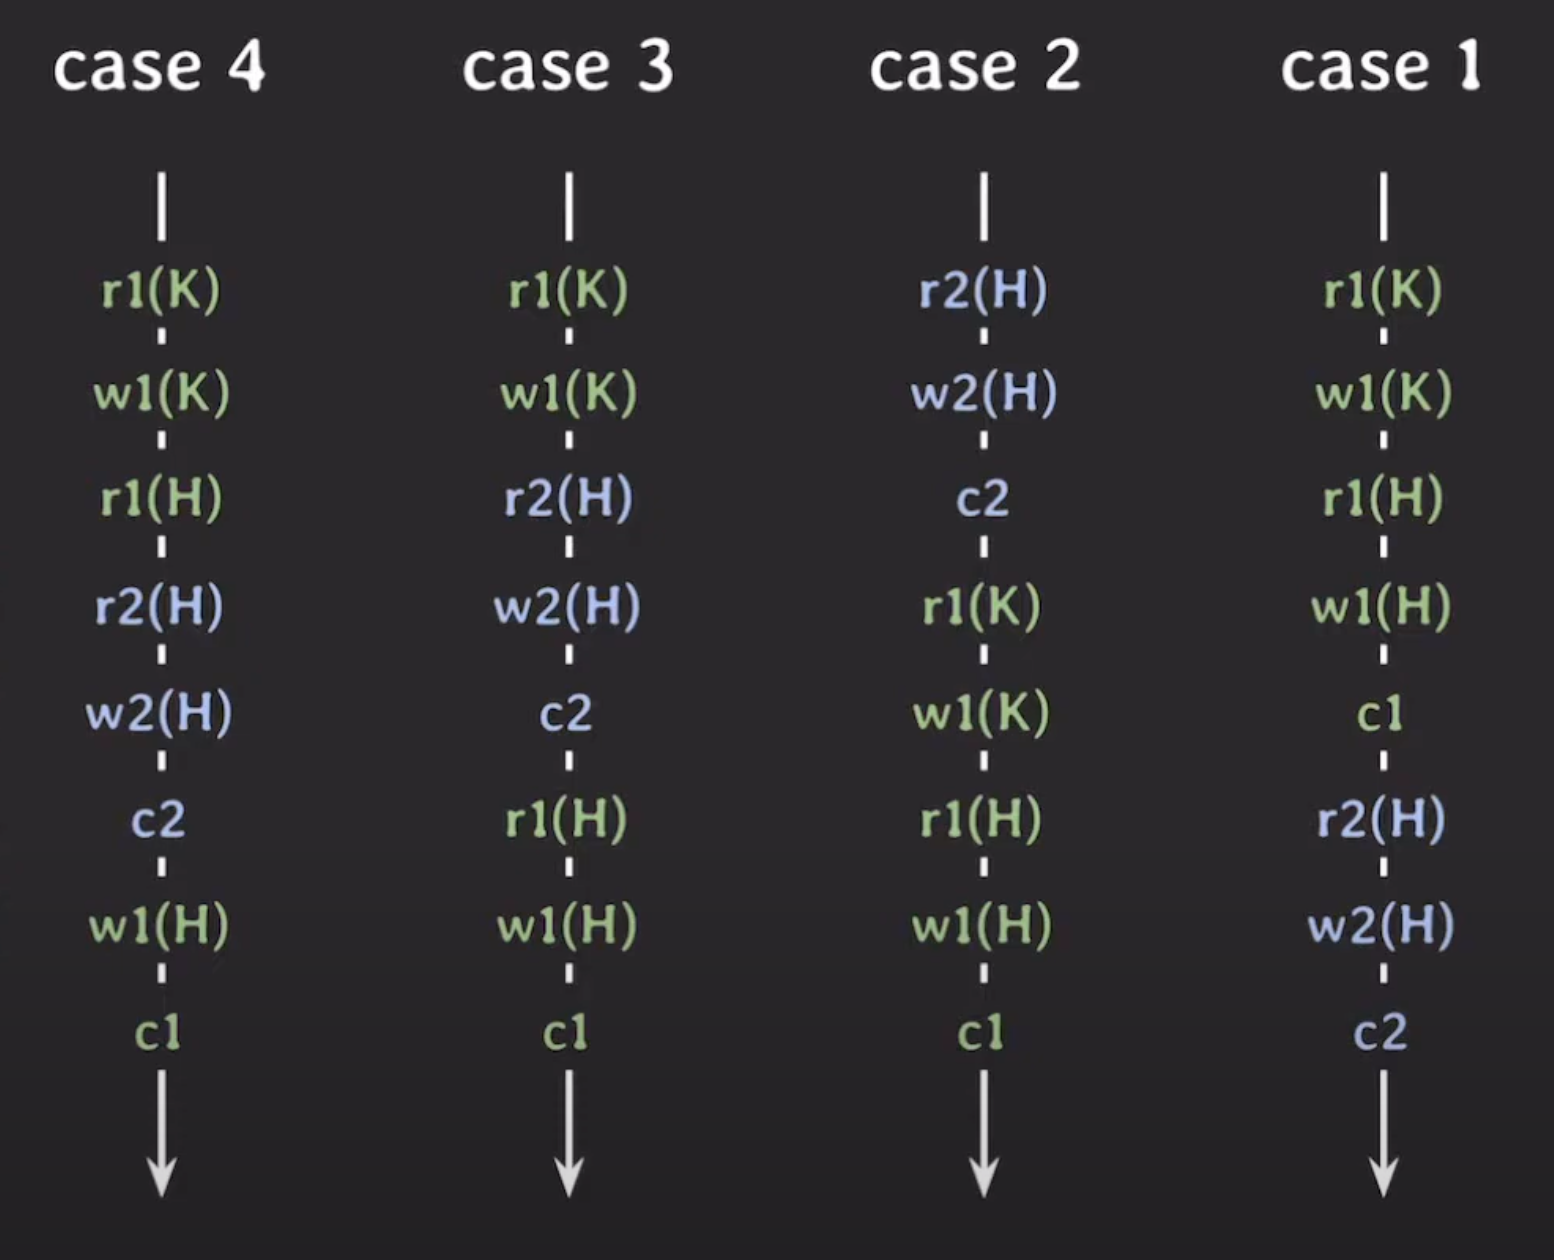 case 4 case 3 case 2 case 1
r1(K) r1(K) r2(H) r1(K)
w1(K) w1(K) w2(H) w1(K)
r1(H) r2(H) c2 r1(H)
r2(H) w2(H) r1(K) w1(H)
w2(H) c2 w1(K) c1
c2 r1(H) r1(H) r2(H)
w1(H) w1(H) w1(H) w2(H)
c1 c1 c1 c2